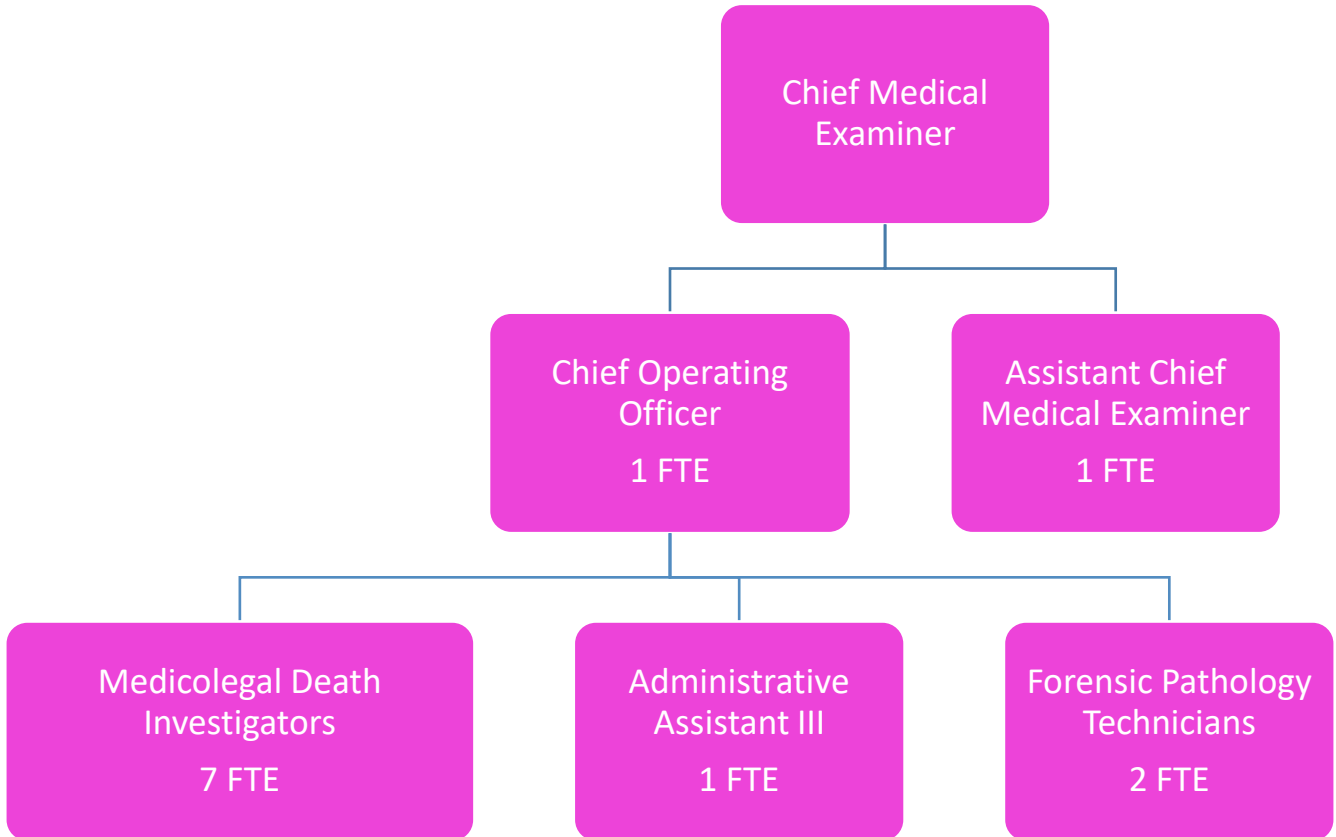 Chief Medical
Examiner
Chief Operating
Officer
1 FTE
Assistant Chief
Medical Examiner
1 FTE
Medicolegal Death
Investigators
7 FTE
Administrative
Assistant III
1 FTE
Forensic Pathology
Technicians
2 FTE